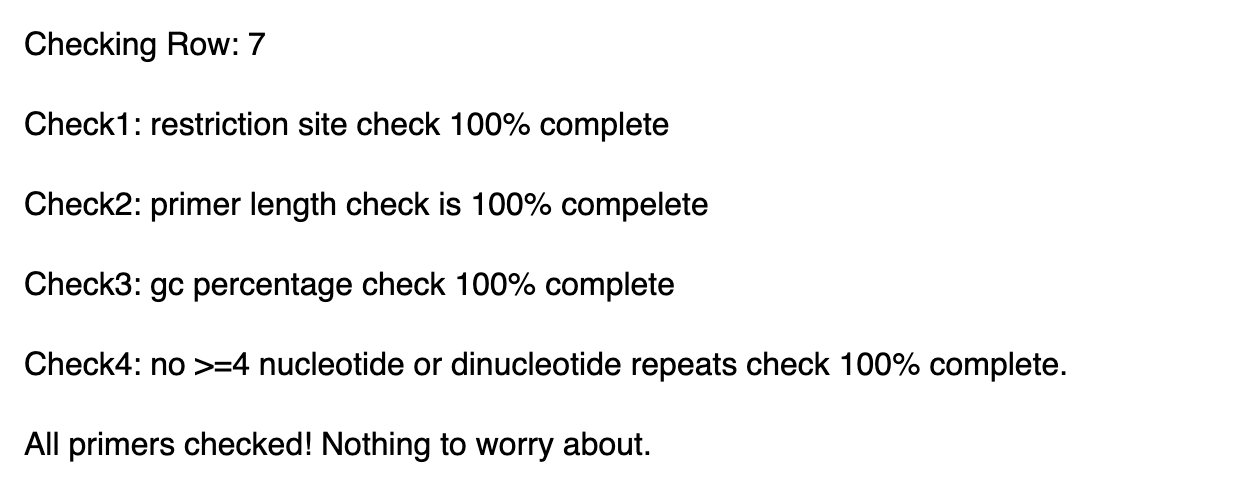 Checking Row: 7
Check1: restriction site check 100% complete
Check2: primer length check is 100% compelete
Check3: gc percentage check 100% complete
Check4: no >=4 nucleotide or dinucleotide repeats check 100% complete.
All primers checked! Nothing to worry about.